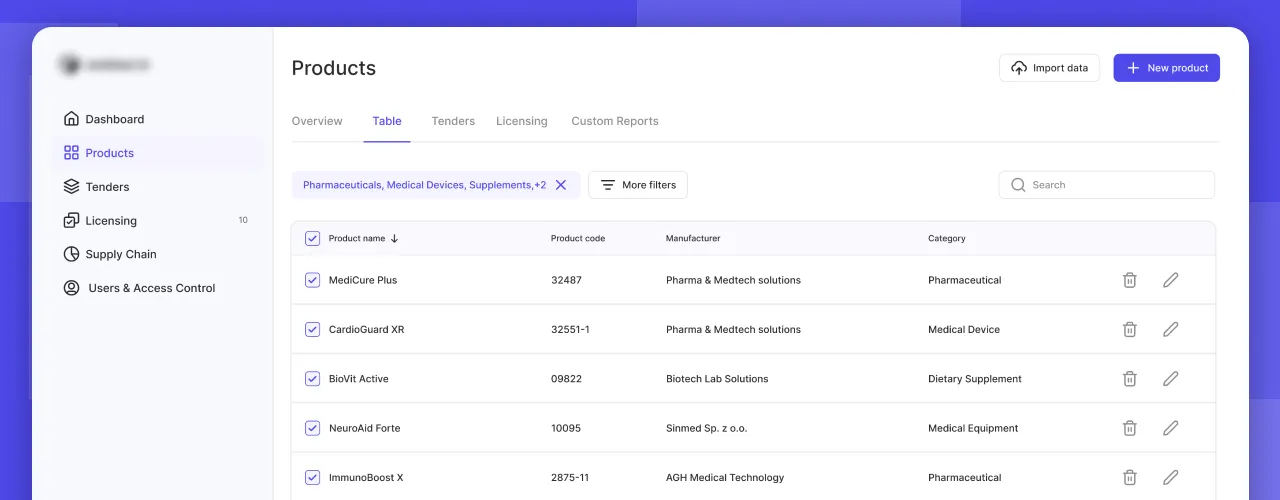 Dashboard
Products
Tenders
Licensing 10
Supply Chain
Users & Access Control
Products
Import data
New product
Overview Table Tenders Licensing Custom Reports
Pharmaceuticals, Medical Devices, Supplements,+2
More filters
Search
Product name Product code Manufacturer Category
MediCure Plus 32487 Pharma & Medtech solutions Pharmaceutical
CardioGuard XR 32551-1 Pharma & Medtech solutions Medical Device
BioVit Active 09822 Biotech Lab Solutions Dietary Supplement
NeuroAid Forte 10095 Sinmed Sp. z o.o. Medical Equipment
ImmunoBoost X 2875-11 AGH Medical Technology Pharmaceutical